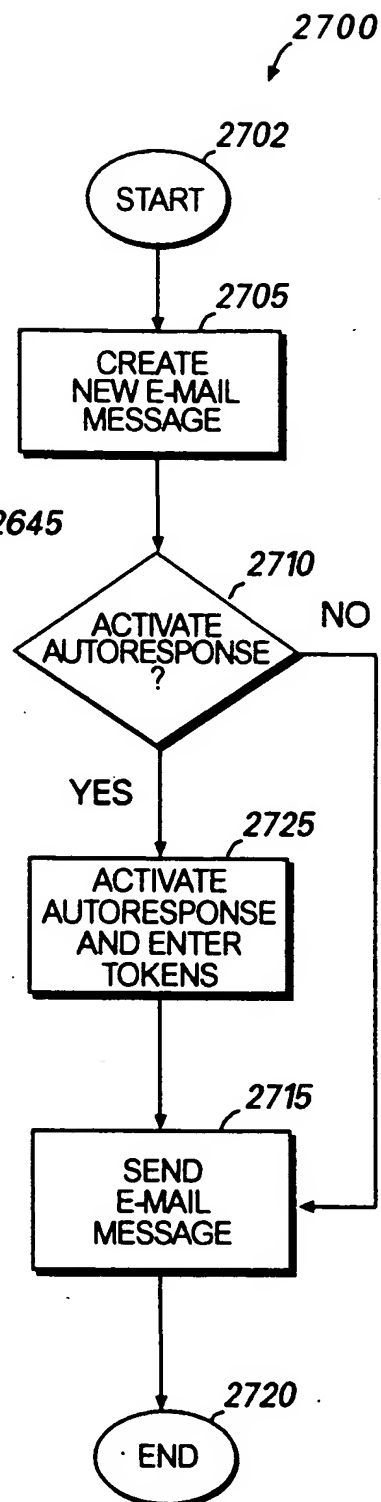 2700
2702
START
2705
CREATE
NEW E-MAIL
MESSAGE
2645
2710
ACTIVATE
AUTORESPONSE
?
NO
YES
2725
ACTIVATE
AUTORESPONSE
AND ENTER
TOKENS
2715
SEND
E-MAIL
MESSAGE
2720
END